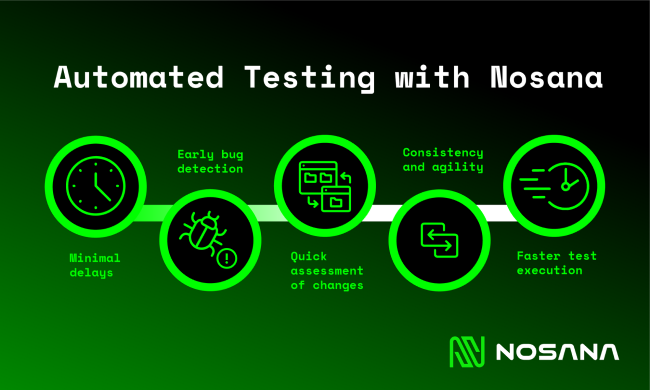 Automated Testing with Nosana
Early bug
detection
Consistency
and agility
Minimal
delays
Quick
assessment
of changes
Faster test
execution
NOSANA